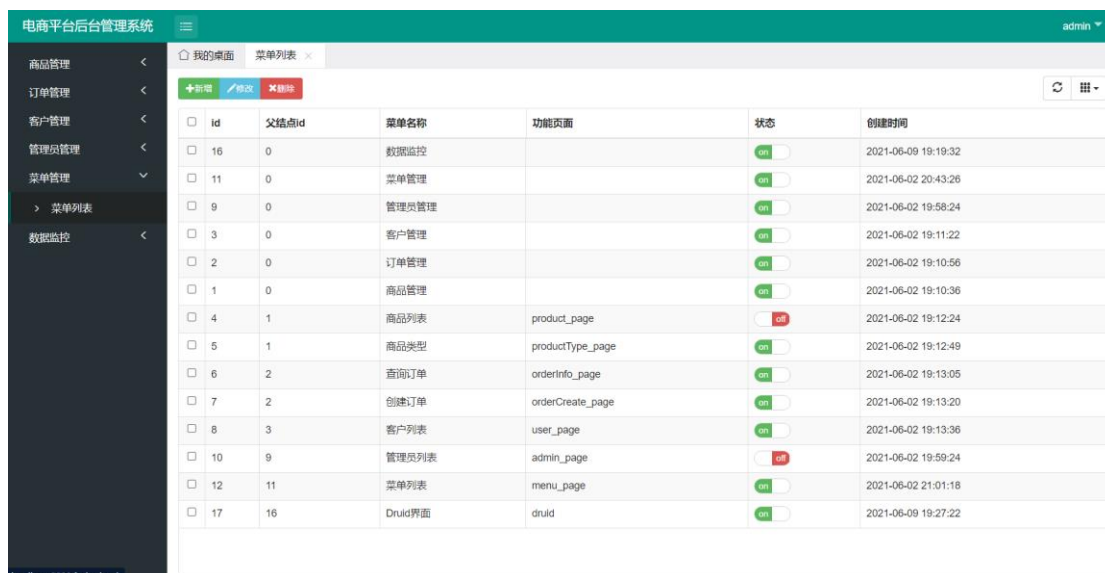 电商平台后台管理系统
admin
商品管理
订单管理
客户管理
管理员管理
菜单管理
菜单列表
数据监控
我的桌面 菜单列表 ×
新增 修改 删除
id 父结点id 菜单名称 功能页面 状态 创建时间
16 0 数据监控 on 2021-06-09 19:19:32
11 0 菜单管理 on 2021-06-02 20:43:26
9 0 管理员管理 on 2021-06-02 19:58:24
3 0 客户管理 on 2021-06-02 19:11:22
2 0 订单管理 on 2021-06-02 19:10:56
1 0 商品管理 on 2021-06-02 19:10:36
4 1 商品列表 product_page off 2021-06-02 19:12:24
5 1 商品类型 productType_page on 2021-06-02 19:12:49
6 2 查询订单 orderInfo_page on 2021-06-02 19:13:05
7 2 创建订单 orderCreate_page on 2021-06-02 19:13:20
8 3 客户列表 user_page on 2021-06-02 19:13:36
10 9 管理员列表 admin_page off 2021-06-02 19:59:24
12 11 菜单列表 menu_page on 2021-06-02 21:01:18
17 16 Druid界面 druid on 2021-06-09 19:27:22